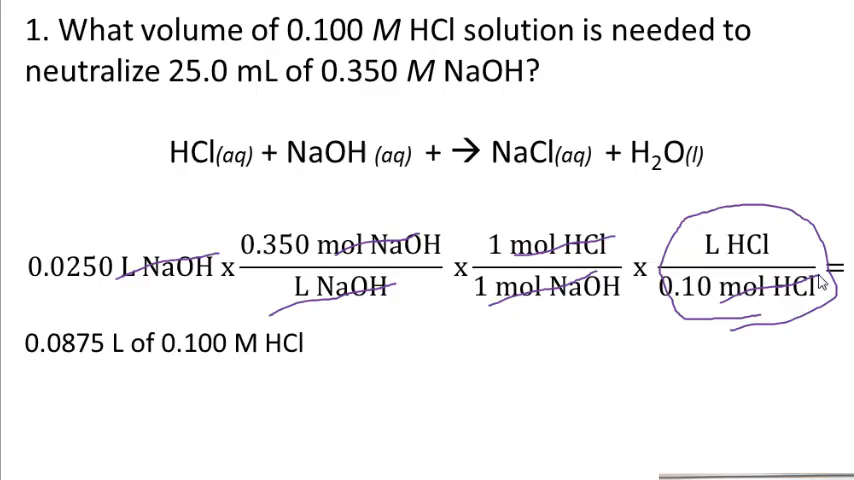 1. What volume of 0.100 M HCl solution is needed to
neutralize 25.0 mL of 0.350 M NaOH?
HCl(aq) + NaOH (aq) + → NaCl(aq) + H₂O(l)
0.0250 L NaOH x 0.350 mol NaOH / L NaOH x 1 mol HCl / 1 mol NaOH x L HCl / 0.10 mol HCl =
0.0875 L of 0.100 M HCl